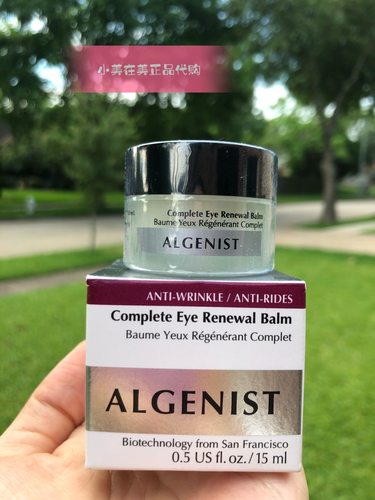 小美在美正品代购
Complete Eye Renewal Balm
Baume Yeux Régénérant Complet
ALGENIST
ANTI-WRINKLE / ANTI-RIDES
Complete Eye Renewal Balm
Baume Yeux Régénérant Complet
ALGENIST
Biotechnology from San Francisco
0.5 US fl. oz. / 15 ml